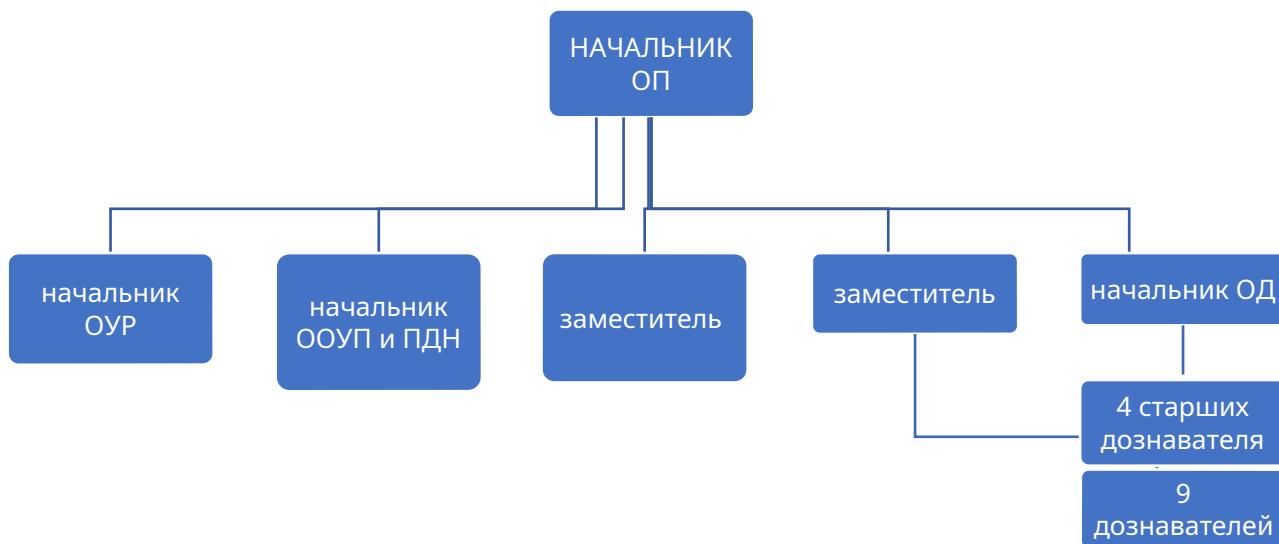 НАЧАЛЬНИК
ОП
начальник
ОУР
начальник
ООУП и ПДН
заместитель
заместитель
начальник ОД
4 старших
дознавателя
9
дознавателей